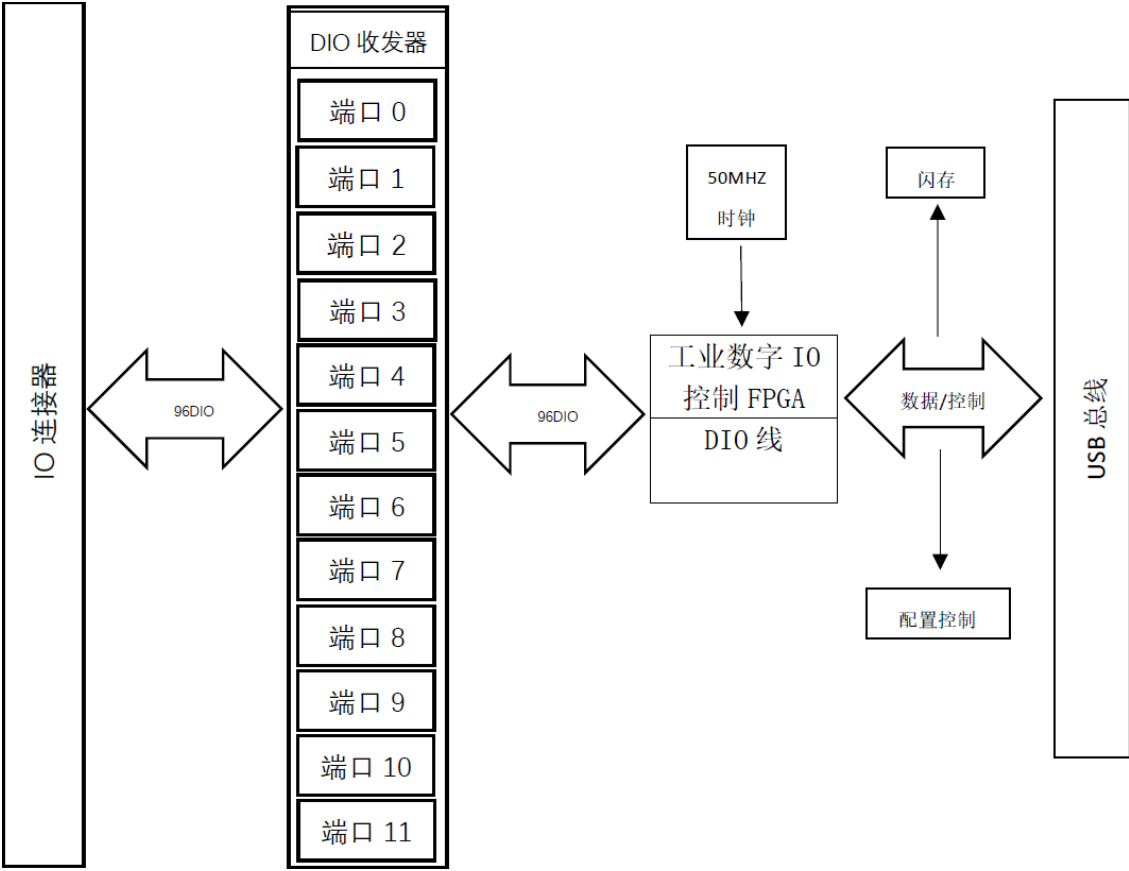 IO 连接器
96DIO
DIO 收发器
端口 0
端口 1
端口 2
端口 3
端口 4
端口 5
端口 6
端口 7
端口 8
端口 9
端口 10
端口 11
96DIO
50MHZ
时钟
工业数字 IO
控制 FPGA
DIO 线
闪存
数据/控制
配置控制
USB 总线